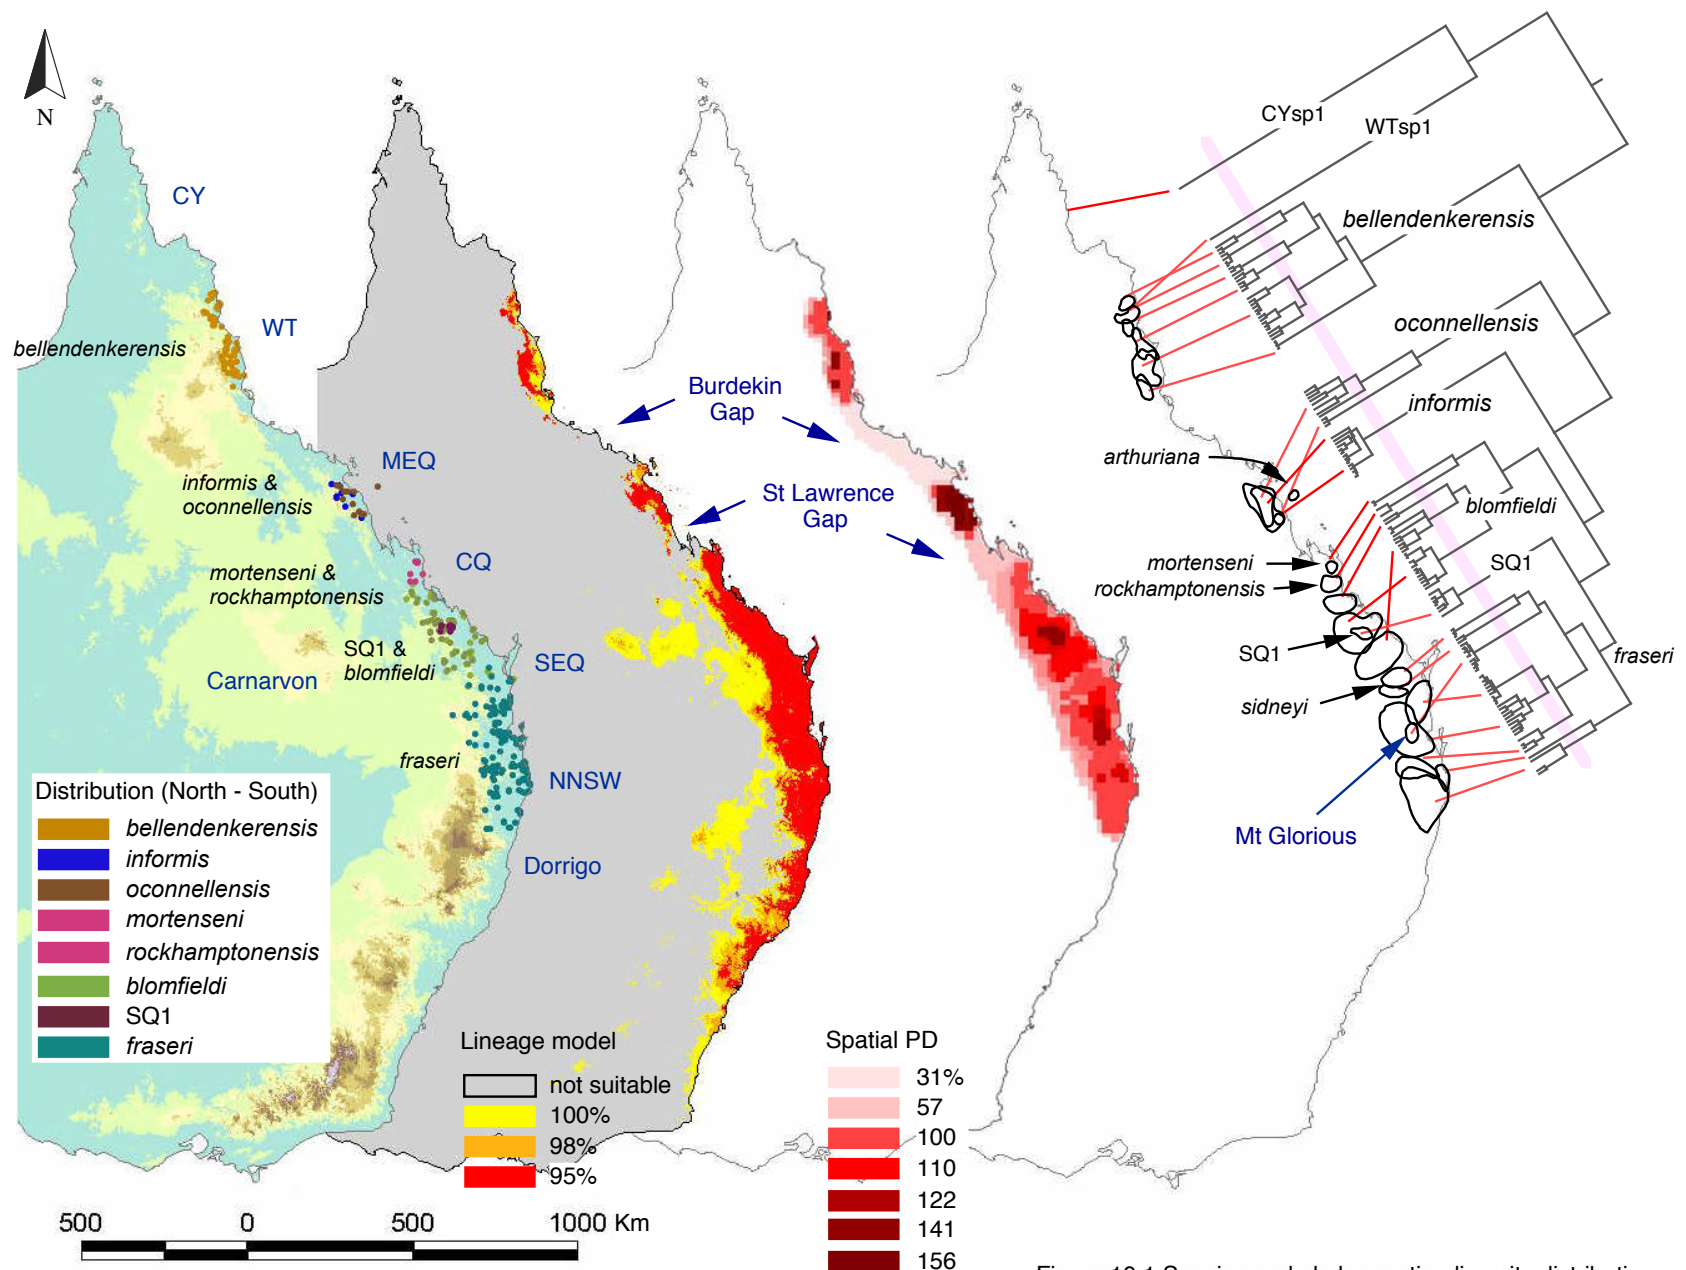 N
CY
WT
bellendenkerensis
MEQ
informis &
oconnellensis
CQ
mortenseni &
rockhamptonensis
SQ1 &
blomfieldi
SEQ
Carnarvon
fraseri
NNSW
Dorrigo
Distribution (North - South)
bellendenkerensis
informis
oconnellensis
mortenseni
rockhamptonensis
blomfieldi
SQ1
fraseri
500 0 500 1000 Km
Lineage model
not suitable
100%
98%
95%
Burdekin
Gap
St Lawrence
Gap
Spatial PD
31%
57
100
110
122
141
156
CYsp1
WTsp1
bellendenkerensis
oconnellensis
informis
arthuriana
blomfieldi
mortenseni
rockhamptonensis
SQ1
SQ1
fraseri
sidneyi
Mt Glorious